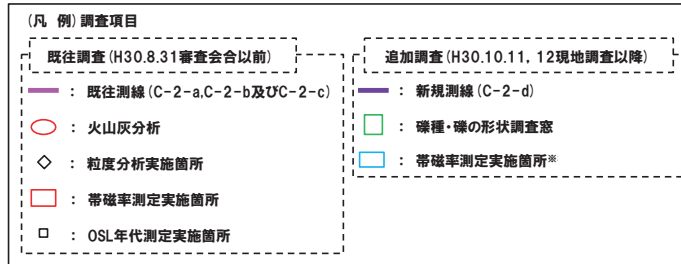 (凡 例)調査項目
既往調査(H30.8.31審査会合以前)
: 既往測線(C-2-a,C-2-b及びC-2-c)
: 火山灰分析
: 粒度分析実施箇所
: 帯磁率測定実施箇所
: OSL年代測定実施箇所
追加調査(H30.10.11, 12現地調査以降)
: 新規測線(C-2-d)
: 礫種・礫の形状調査窓
: 帯磁率測定実施箇所※